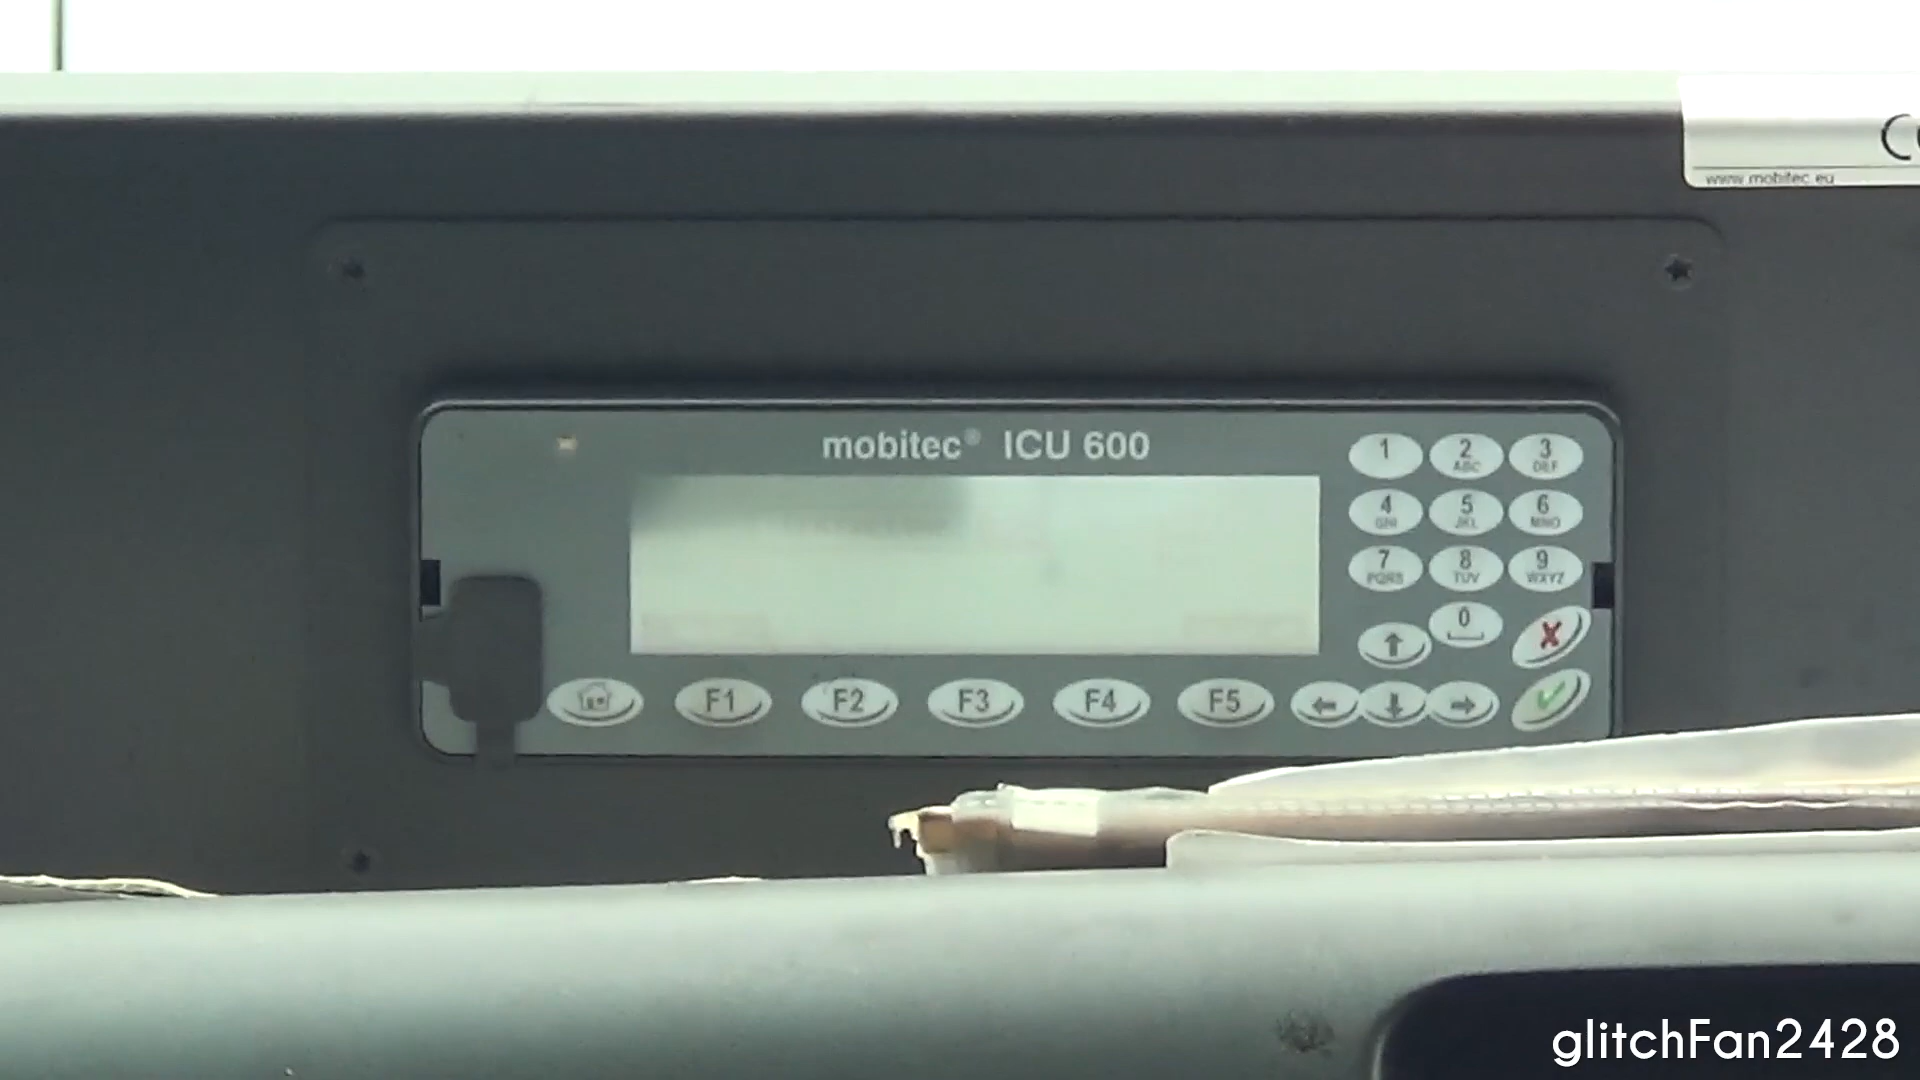 C
www.mobitec.eu
mobitec® ICU 600
1
2 ABC
3 DEF
4 GHI
5 JKL
6 MNO
7 PQRS
8 TUV
9 WXYZ
0
F1
F2
F3
F4
F5
glitchFan2428